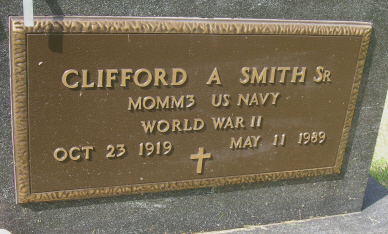 CLIFFORD A SMITH SR
MOMM3 US NAVY
WORLD WAR II
OCT 23 1919 MAY 11 1989